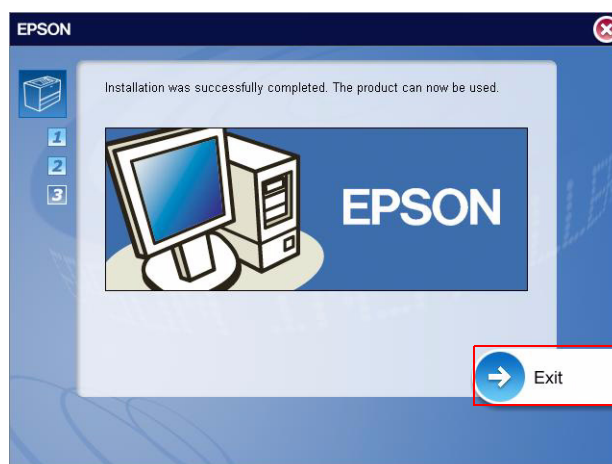 EPSON
Installation was successfully completed. The product can now be used.
1
2
3
EPSON
Exit